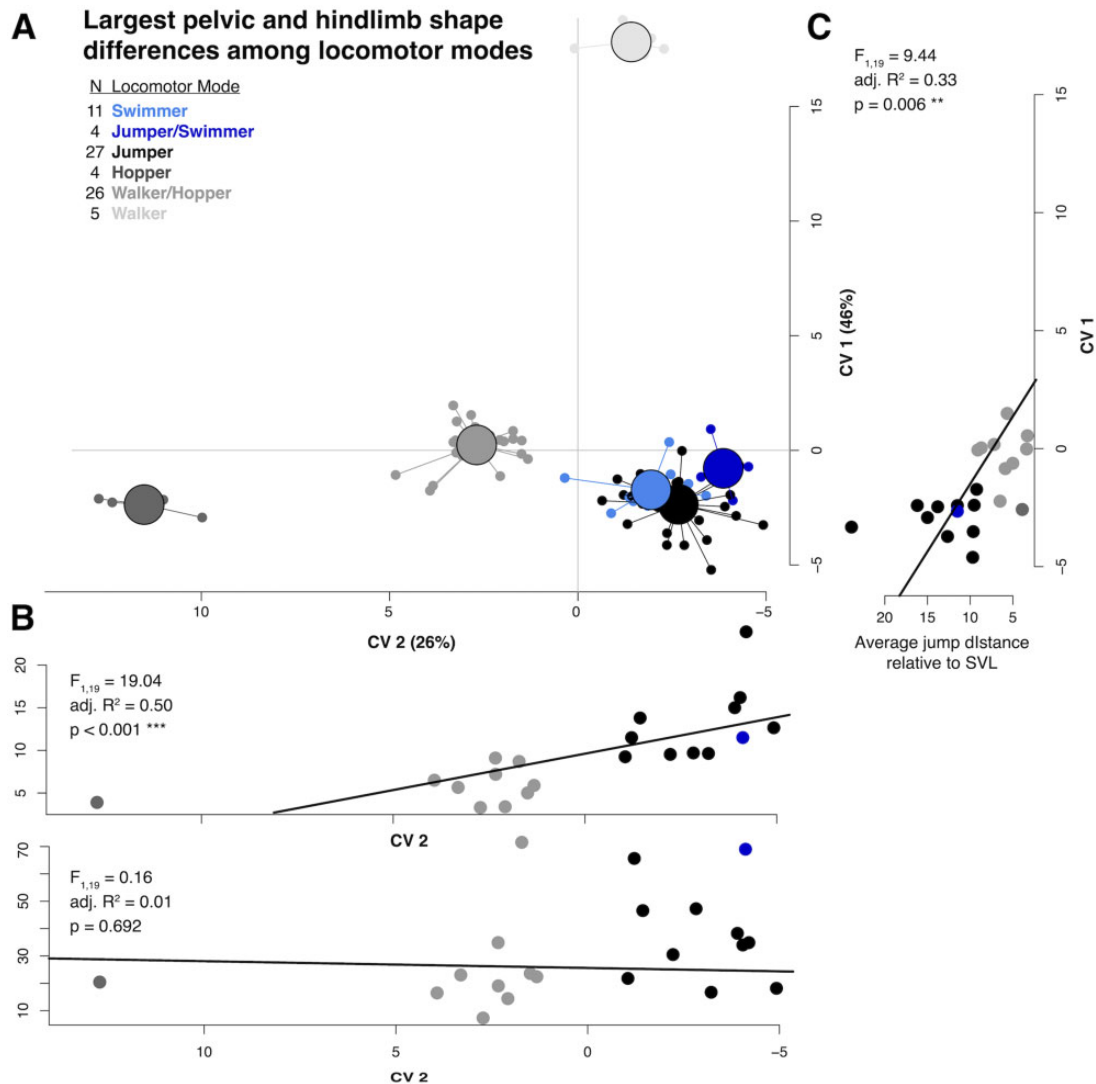 A
Largest pelvic and hindlimb shape
differences among locomotor modes
N Locomotor Mode
11 Swimmer
4 Jumper/Swimmer
27 Jumper
4 Hopper
26 Walker/Hopper
5 Walker
15
10
5
0
−5
CV 1 (46%)
10
5
0
−5
CV 2 (26%)
C
F1,19 = 9.44
adj. R² = 0.33
p = 0.006 **
15
10
5
0
−5
CV 1
20
15
10
5
Average jump dIstance
relative to SVL
B
20
15
10
5
F1,19 = 19.04
adj. R² = 0.50
p < 0.001 ***
10
5
0
−5
CV 2
70
50
30
10
F1,19 = 0.16
adj. R² = 0.01
p = 0.692
10
5
0
−5
CV 2